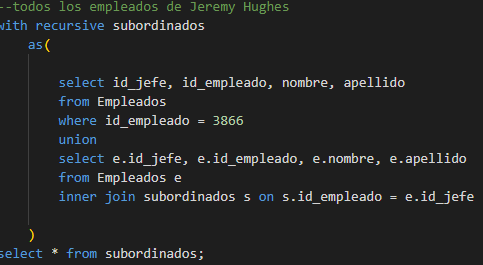 --todos los empleados de Jeremy Hughes
with recursive subordinados
as(
select id_jefe, id_empleado, nombre, apellido
from Empleados
where id_empleado = 3866
union
select e.id_jefe, e.id_empleado, e.nombre, e.apellido
from Empleados e
inner join subordinados s on s.id_empleado = e.id_jefe
)
select * from subordinados;